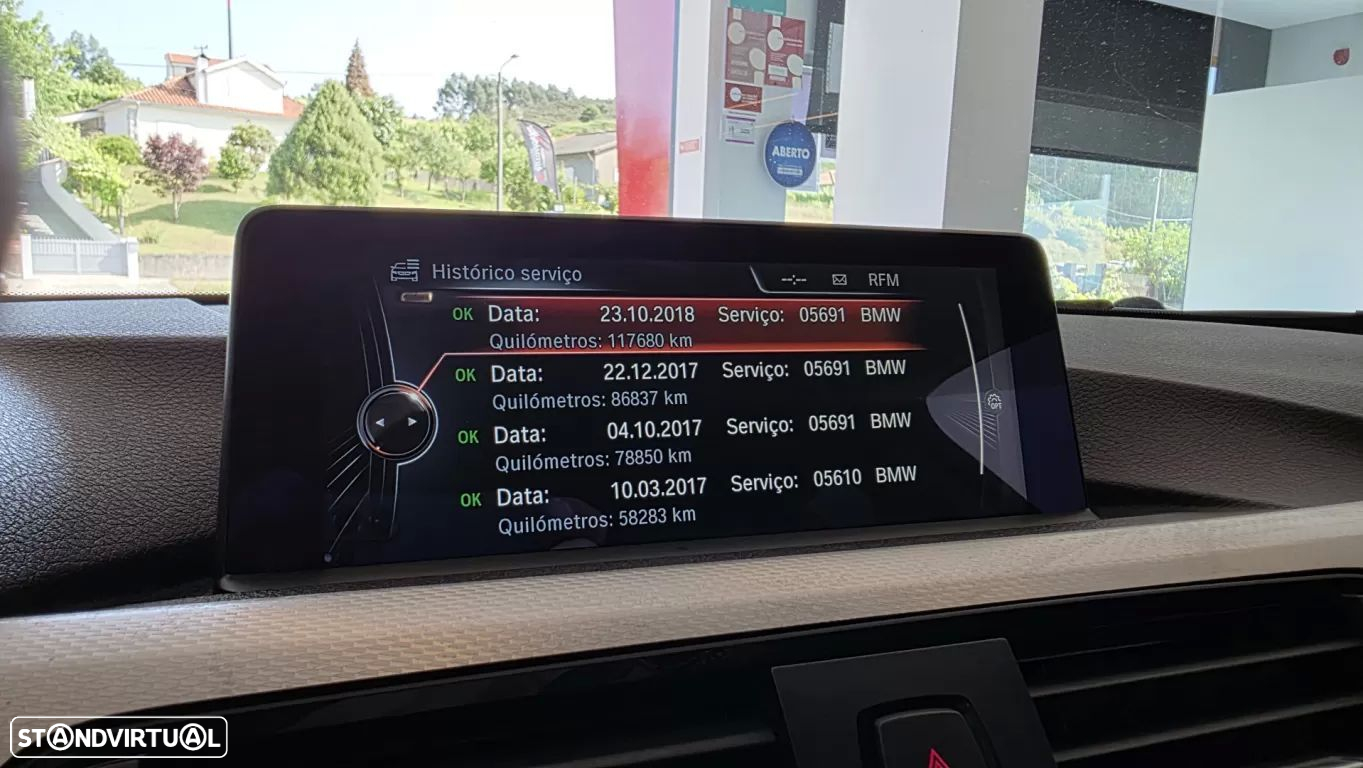 ABERTO
Histórico serviço --:-- RFM
OK Data: 23.10.2018 Serviço: 05691 BMW
Quilómetros: 117680 km
OK Data: 22.12.2017 Serviço: 05691 BMW
Quilómetros: 86837 km
OK Data: 04.10.2017 Serviço: 05691 BMW
Quilómetros: 78850 km
OK Data: 10.03.2017 Serviço: 05610 BMW
Quilómetros: 58283 km
OPT
STANDVIRTUAL